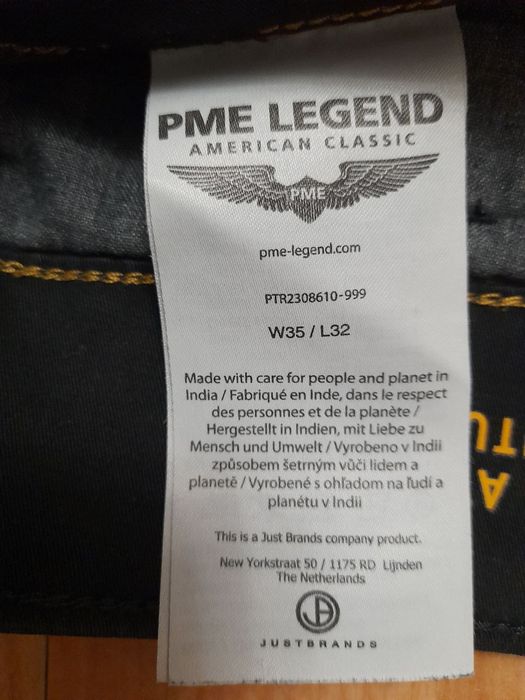 PME LEGEND
AMERICAN CLASSIC
PME
pme-legend.com
PTR2308610-999
W35 / L32
Made with care for people and planet in
India / Fabriqué en Inde, dans le respect
des personnes et de la planète /
Hergestellt in Indien, mit Liebe zu
Mensch und Umwelt / Vyrobeno v Indii
způsobem šetrným vůči lidem a
planetě / Vyrobené s ohľadom na ľudí a
planétu v Indii
This is a Just Brands company product.
New Yorkstraat 50 / 1175 RD Lijnden
The Netherlands
JB
JUSTBRANDS